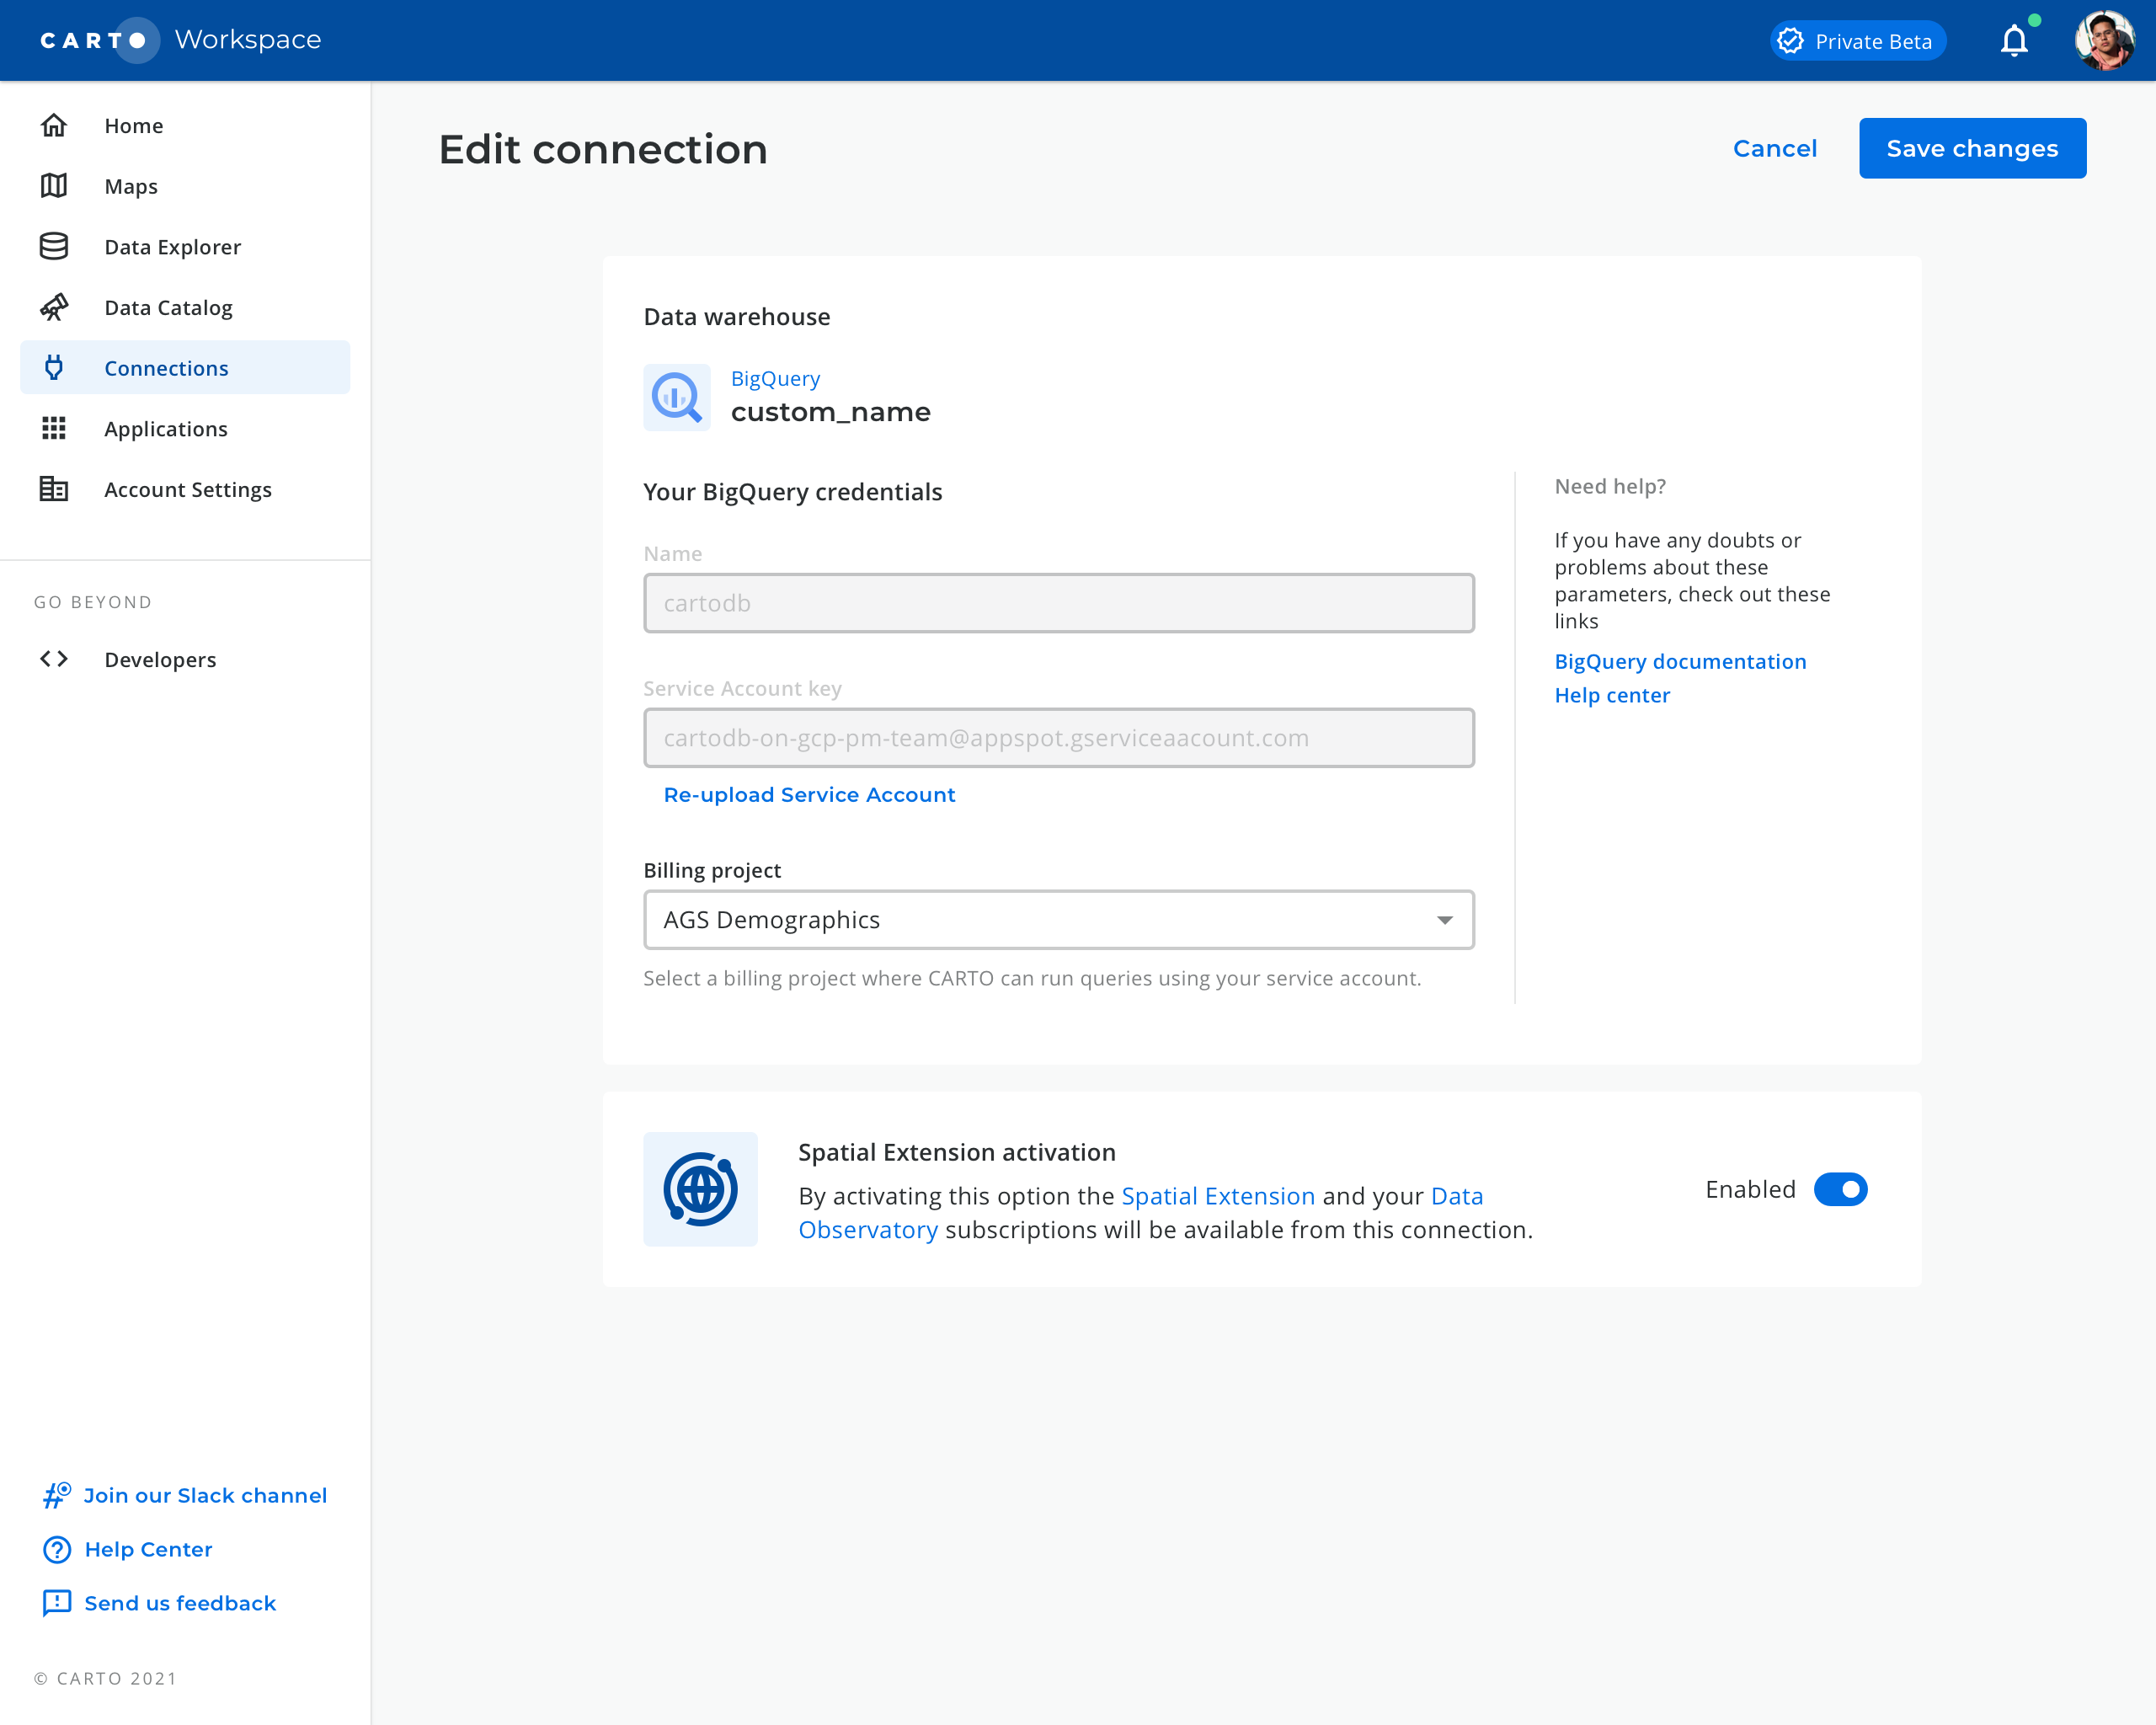 CARTO Workspace
Private Beta
Home
Maps
Data Explorer
Data Catalog
Connections
Applications
Account Settings
GO BEYOND
Developers
Join our Slack channel
Help Center
Send us feedback
© CARTO 2021
Edit connection
Cancel
Save changes
Data warehouse
BigQuery
custom_name
Your BigQuery credentials
Name
cartodb
Service Account key
cartodb-on-gcp-pm-team@appspot.gserviceaacount.com
Re-upload Service Account
Billing project
AGS Demographics
Select a billing project where CARTO can run queries using your service account.
Need help?
If you have any doubts or
problems about these
parameters, check out these
links
BigQuery documentation
Help center
Spatial Extension activation
By activating this option the Spatial Extension and your Data
Observatory subscriptions will be available from this connection.
Enabled